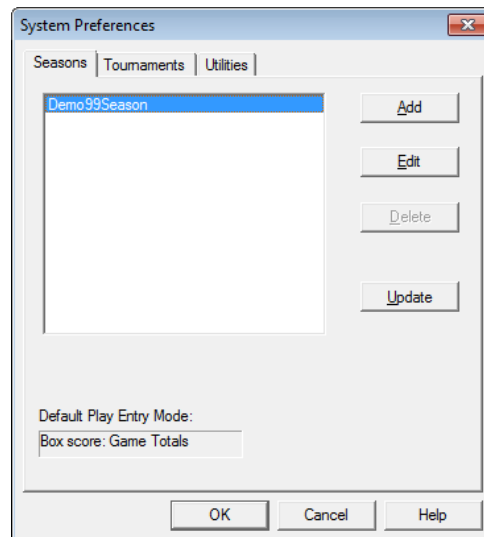 System Preferences
Seasons Tournaments Utilities
Demo99Season
Add
Edit
Delete
Update
Default Play Entry Mode:
Box score: Game Totals
OK Cancel Help